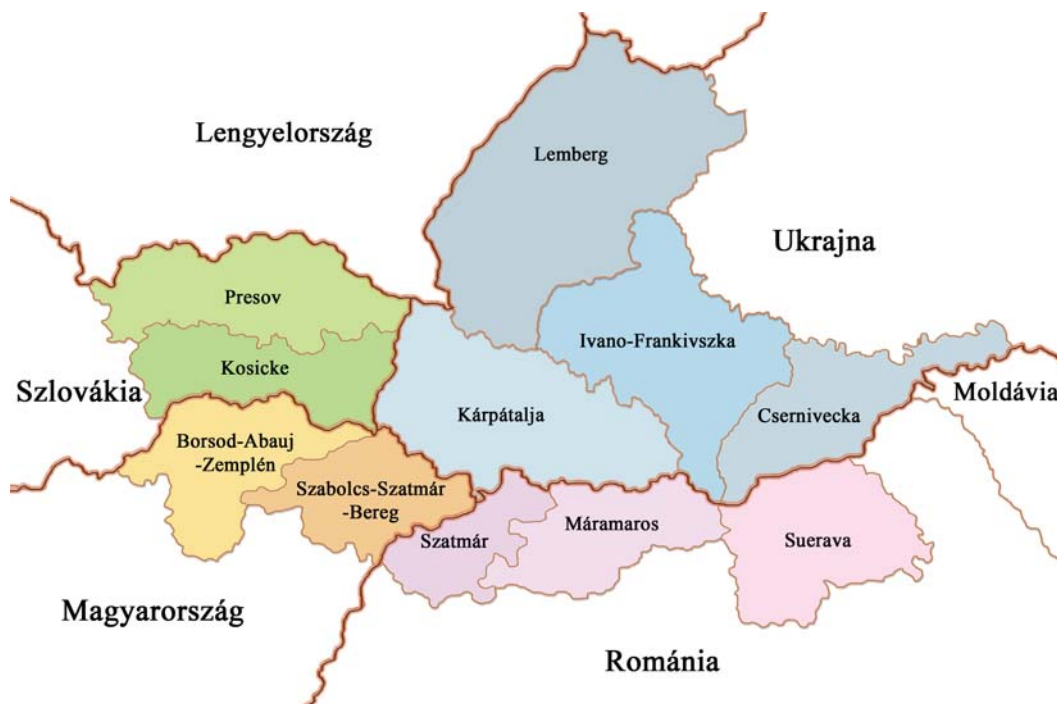 Lengyelország
Lemberg
Ukrajna
Presov
Ivano-Frankivszka
Kosicke
Szlovákia
Moldávia
Kárpátalja
Csernivecka
Borsod-Abauj
-Zemplén
Szabolcs-Szatmár
-Bereg
Szatmár
Máramaros
Suerava
Magyarország
Románia